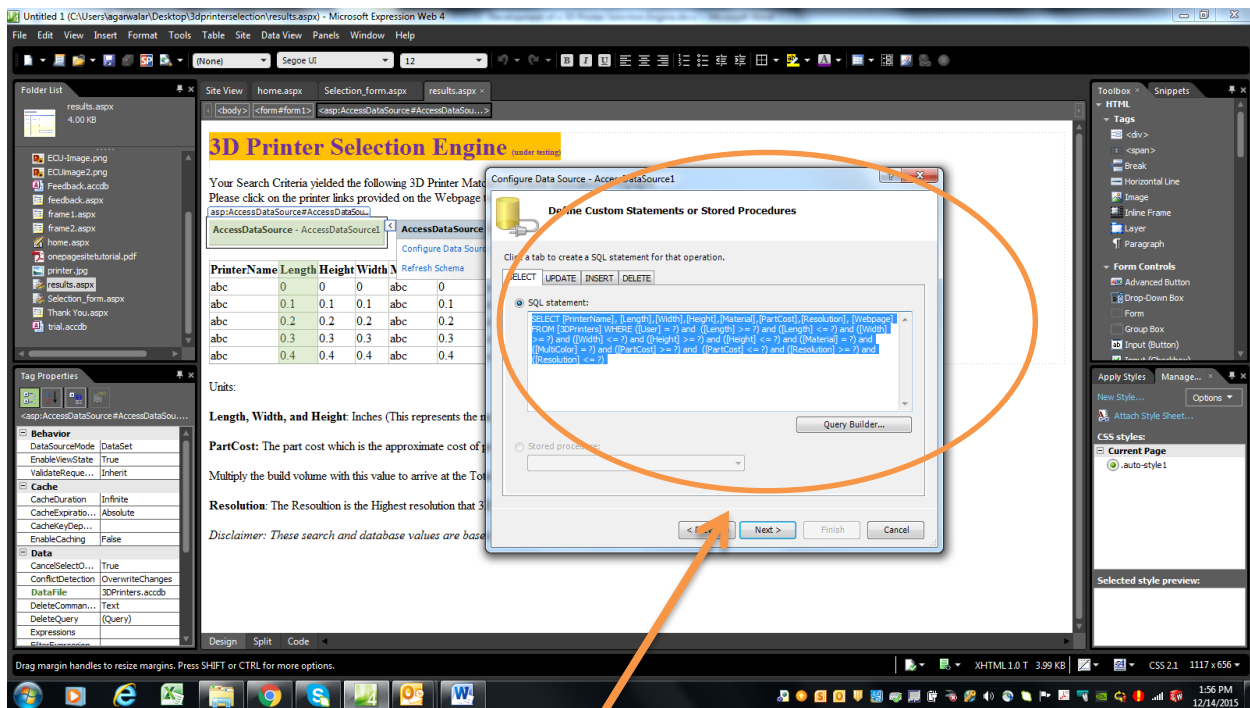 Untitled 1 (C:\Users\agarwalar\Desktop\3dprinterselection\results.aspx) - Microsoft Expression Web 4
File Edit View Insert Format Tools Table Site Data View Panels Window Help
(None) Segoe UI 12
Folder List
results.aspx
4.00 KB
ECU-Image.png
ECUimage2.png
Feedback.accdb
feedback.aspx
frame1.aspx
frame2.aspx
home.aspx
onepagesitetutorial.pdf
printer.jpg
results.aspx
Selection_form.aspx
Thank You.aspx
trial.accdb
Tag Properties
<asp:AccessDataSource#AccessDataSou...
Behavior
DataSourceMode DataSet
EnableViewState True
ValidateReque... Inherit
Cache
CacheDuration Infinite
CacheExpiratio... Absolute
CacheKeyDep...
EnableCaching False
Data
CancelSelectO... True
ConflictDetection OverwriteChanges
DataFile 3DPrinters.accdb
DeleteComman... Text
DeleteQuery (Query)
Expressions
Site View home.aspx Selection_form.aspx results.aspx
<body> <form#form1> <asp:AccessDataSource#AccessDataSou...>
3D Printer Selection Engine (under testing)
Your Search Criteria yielded the following 3D Printer Matc
Please click on the printer links provided on the Webpage
asp:AccessDataSource#AccessDataSou...
AccessDataSource - AccessDataSource1
AccessDataSource
Configure Data Sourc
Refresh Schema
PrinterName Length Height Width M
abc 0 0 0 abc 0
abc 0.1 0.1 0.1 abc 0.1
abc 0.2 0.2 0.2 abc 0.2
abc 0.3 0.3 0.3 abc 0.3
abc 0.4 0.4 0.4 abc 0.4
Units:
Length, Width, and Height: Inches (This represents the
PartCost: The part cost which is the approximate cost of
Multiply the build volume with this value to arrive at the Tot
Resolution: The Resoultion is the Highest resolution that 3
Disclaimer: These search and database values are base
Design Split Code
Configure Data Source - AccessDataSource1
Define Custom Statements or Stored Procedures
Click a tab to create a SQL statement for that operation.
SELECT UPDATE INSERT DELETE
SQL statement:
SELECT [PrinterName], [Length],[Width],[Height],[Material],[PartCost],[Resolution], [Webpage]
FROM [3DPrinters] WHERE ([User] = ?) and ([Length] >= ?) and ([Length] <= ?) and ([Width]
>= ?) and ([Width] <= ?) and ([Height] >= ?) and ([Height] <= ?) and ([Material] = ?) and
([MultiColor] = ?) and ([PartCost] >= ?) and ([PartCost] <= ?) and ([Resolution] >= ?) and
([Resolution] <= ?)
Query Builder...
Stored procedure:
Next > Finish Cancel
Toolbox Snippets
HTML
Tags
<div>
<span>
Break
Horizontal Line
Image
Inline Frame
Layer
Paragraph
Form Controls
Advanced Button
Drop-Down Box
Form
Group Box
Input (Button)
Input (Checkbox)
Apply Styles Manage...
New Style... Options
Attach Style Sheet...
CSS styles:
Current Page
.auto-style1
Selected style preview:
Drag margin handles to resize margins. Press SHIFT or CTRL for more options.
XHTML 1.0 T 3.99 KB CSS 2.1 1117 x 656
1:56 PM
12/14/2015